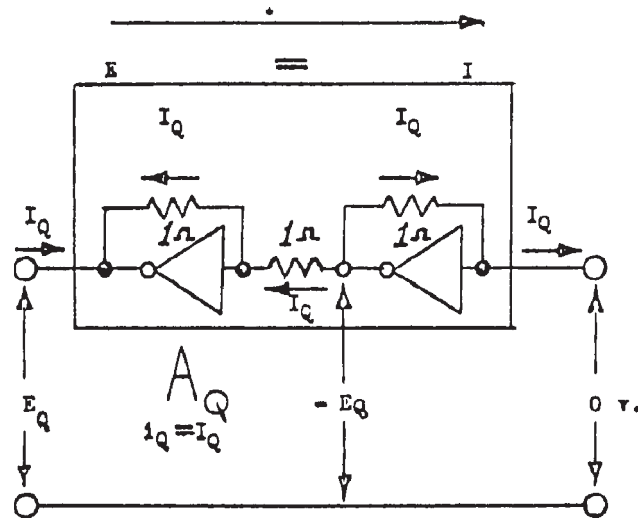 E = I
I_Q I_Q
I_Q 1Ω 1Ω 1Ω I_Q
I_Q
E_Q A_Q - E_Q 0 v.
i_Q = I_Q